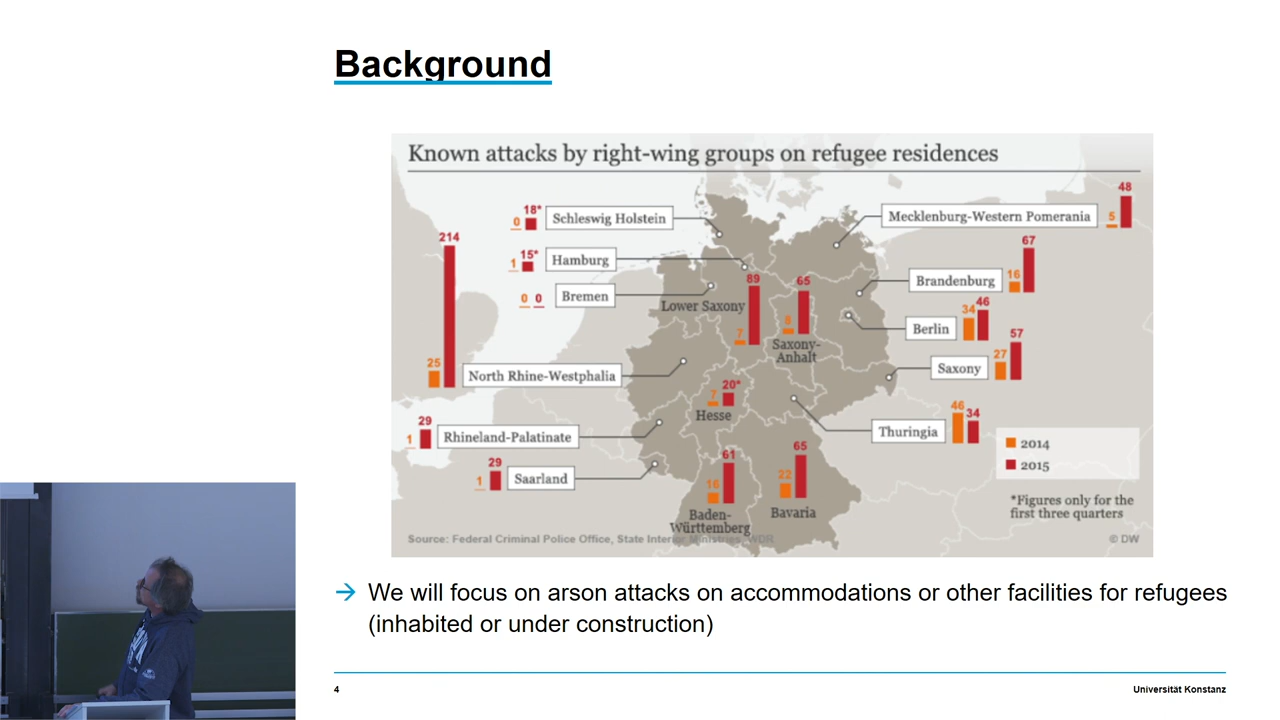 Background
Known attacks by right-wing groups on refugee residences
48
18*
0
Schleswig Holstein
Mecklenburg-Western Pomerania
5
214
15*
1
Hamburg
67
Brandenburg
16
0 0
Bremen
89
65
Lower Saxony
7
8
Saxony-
Anhalt
34
46
Berlin
57
27
Saxony
25
North Rhine-Westphalia
20*
7
Hesse
46
34
Thuringia
29
1
Rhineland-Palatinate
2014
2015
29
1
Saarland
61
16
Baden-
Württemberg
65
22
Bavaria
*Figures only for the
first three quarters
Source: Federal Criminal Police Office, State Interior Ministries, WDR
© DW
→ We will focus on arson attacks on accommodations or other facilities for refugees
(inhabited or under construction)
4
Universität Konstanz